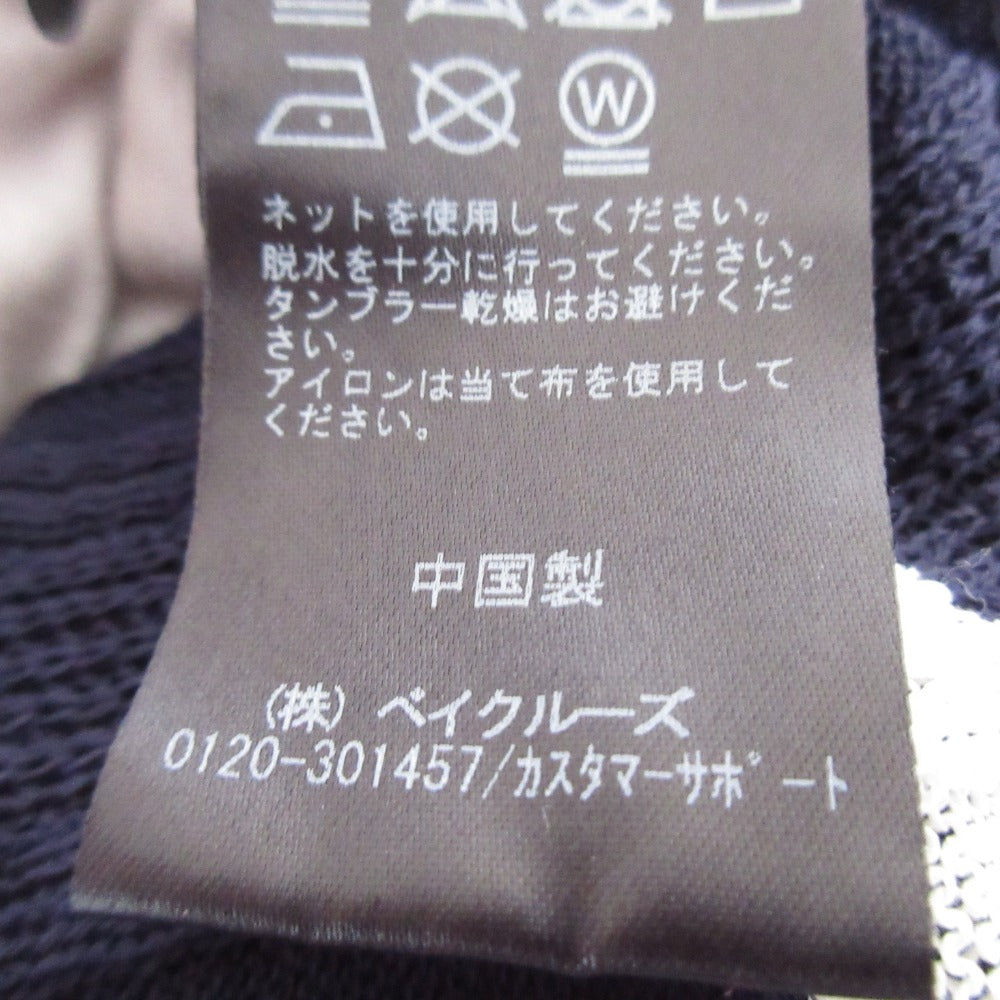 W
ネットを使用してください。
脱水を十分に行ってください。
タンブラー乾燥はお避けくだ
さい。
アイロンは当て布を使用して
ください。
中国製
(株) ベイクルーズ
0120-301457/カスタマーサポート